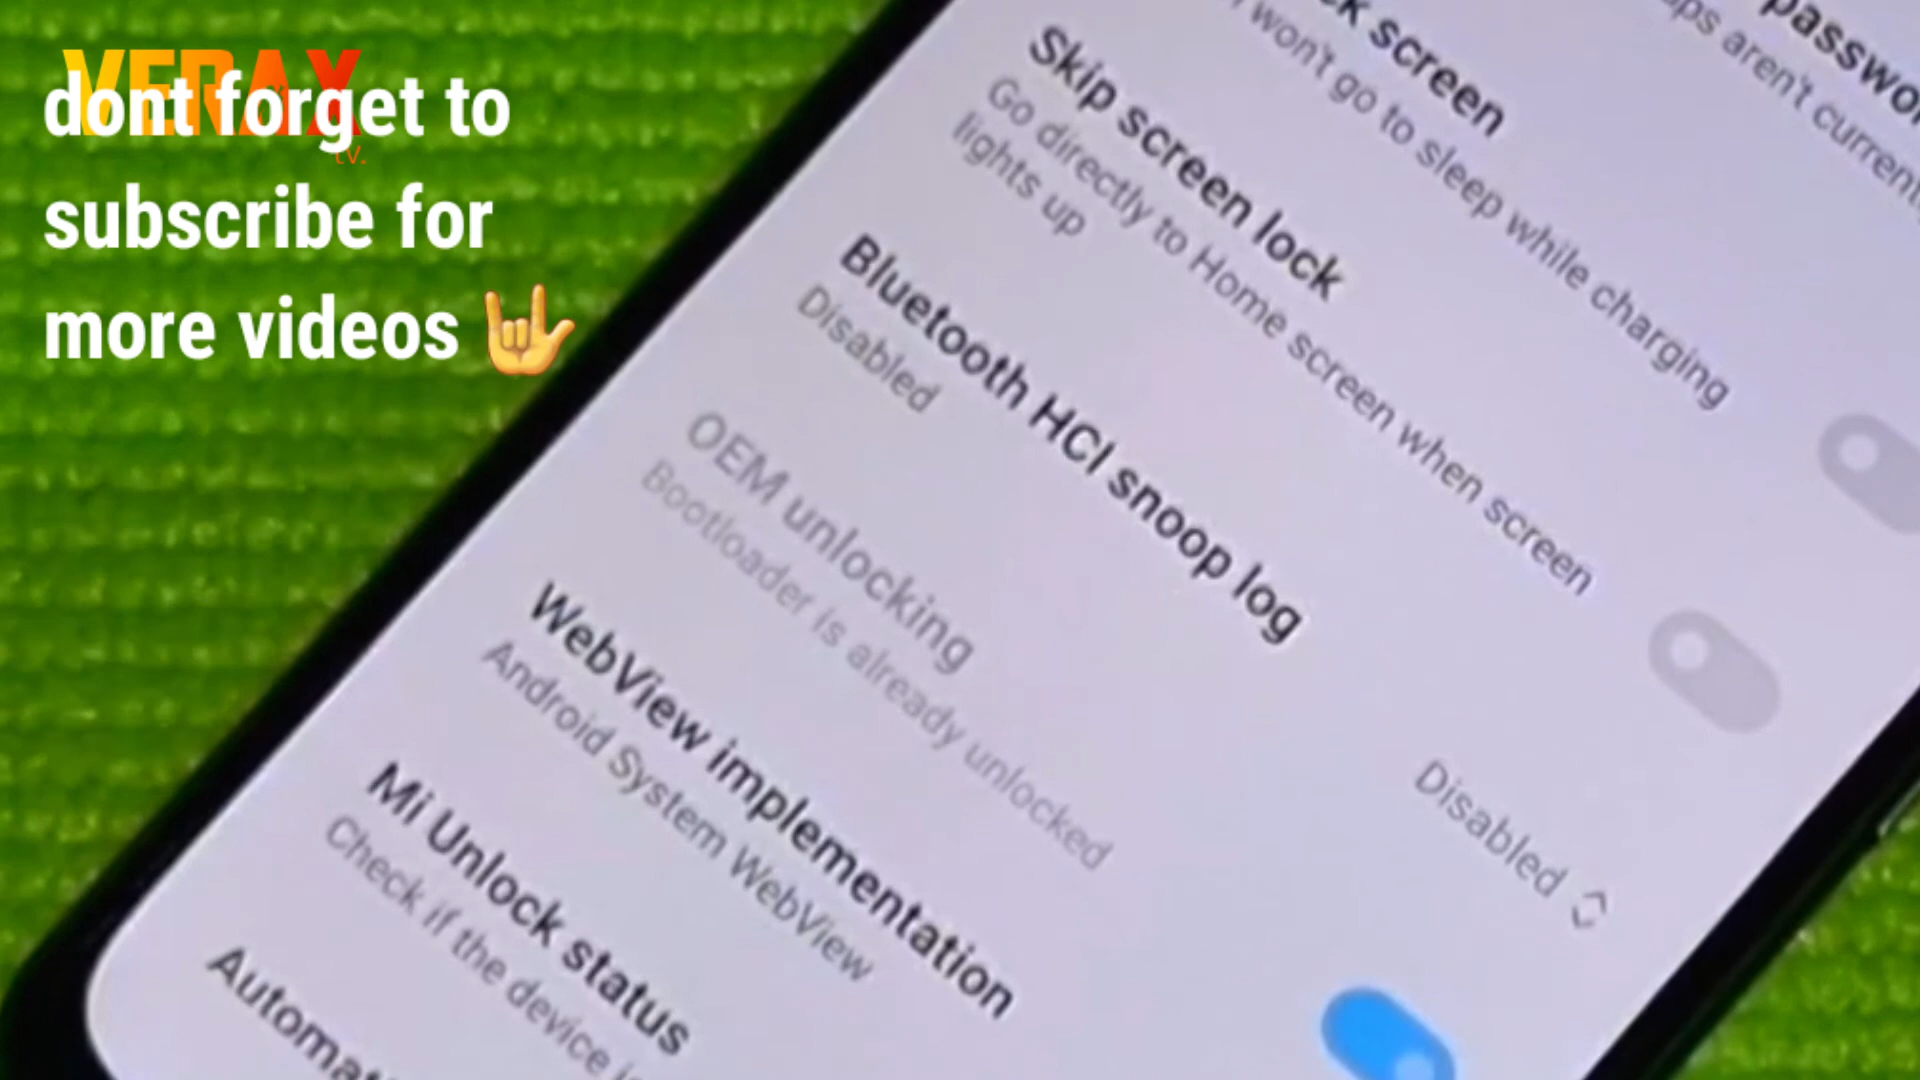 VERAX
tv.
dont forget to
subscribe for
more videos 🤟
screen
won't go to sleep while charging
Skip screen lock
Go directly to Home screen when screen
lights up
Bluetooth HCI snoop log
Disabled
Disabled
OEM unlocking
Bootloader is already unlocked
WebView implementation
Android System WebView
Mi Unlock status
Check if the device
aren't